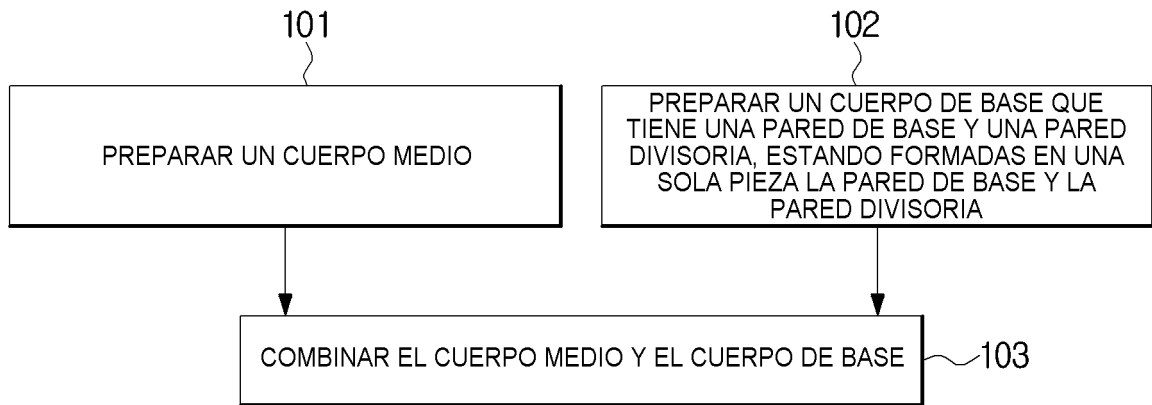 101
PREPARAR UN CUERPO MEDIO
102
PREPARAR UN CUERPO DE BASE QUE
TIENE UNA PARED DE BASE Y UNA PARED
DIVISORIA, ESTANDO FORMADAS EN UNA
SOLA PIEZA LA PARED DE BASE Y LA
PARED DIVISORIA
COMBINAR EL CUERPO MEDIO Y EL CUERPO DE BASE
103